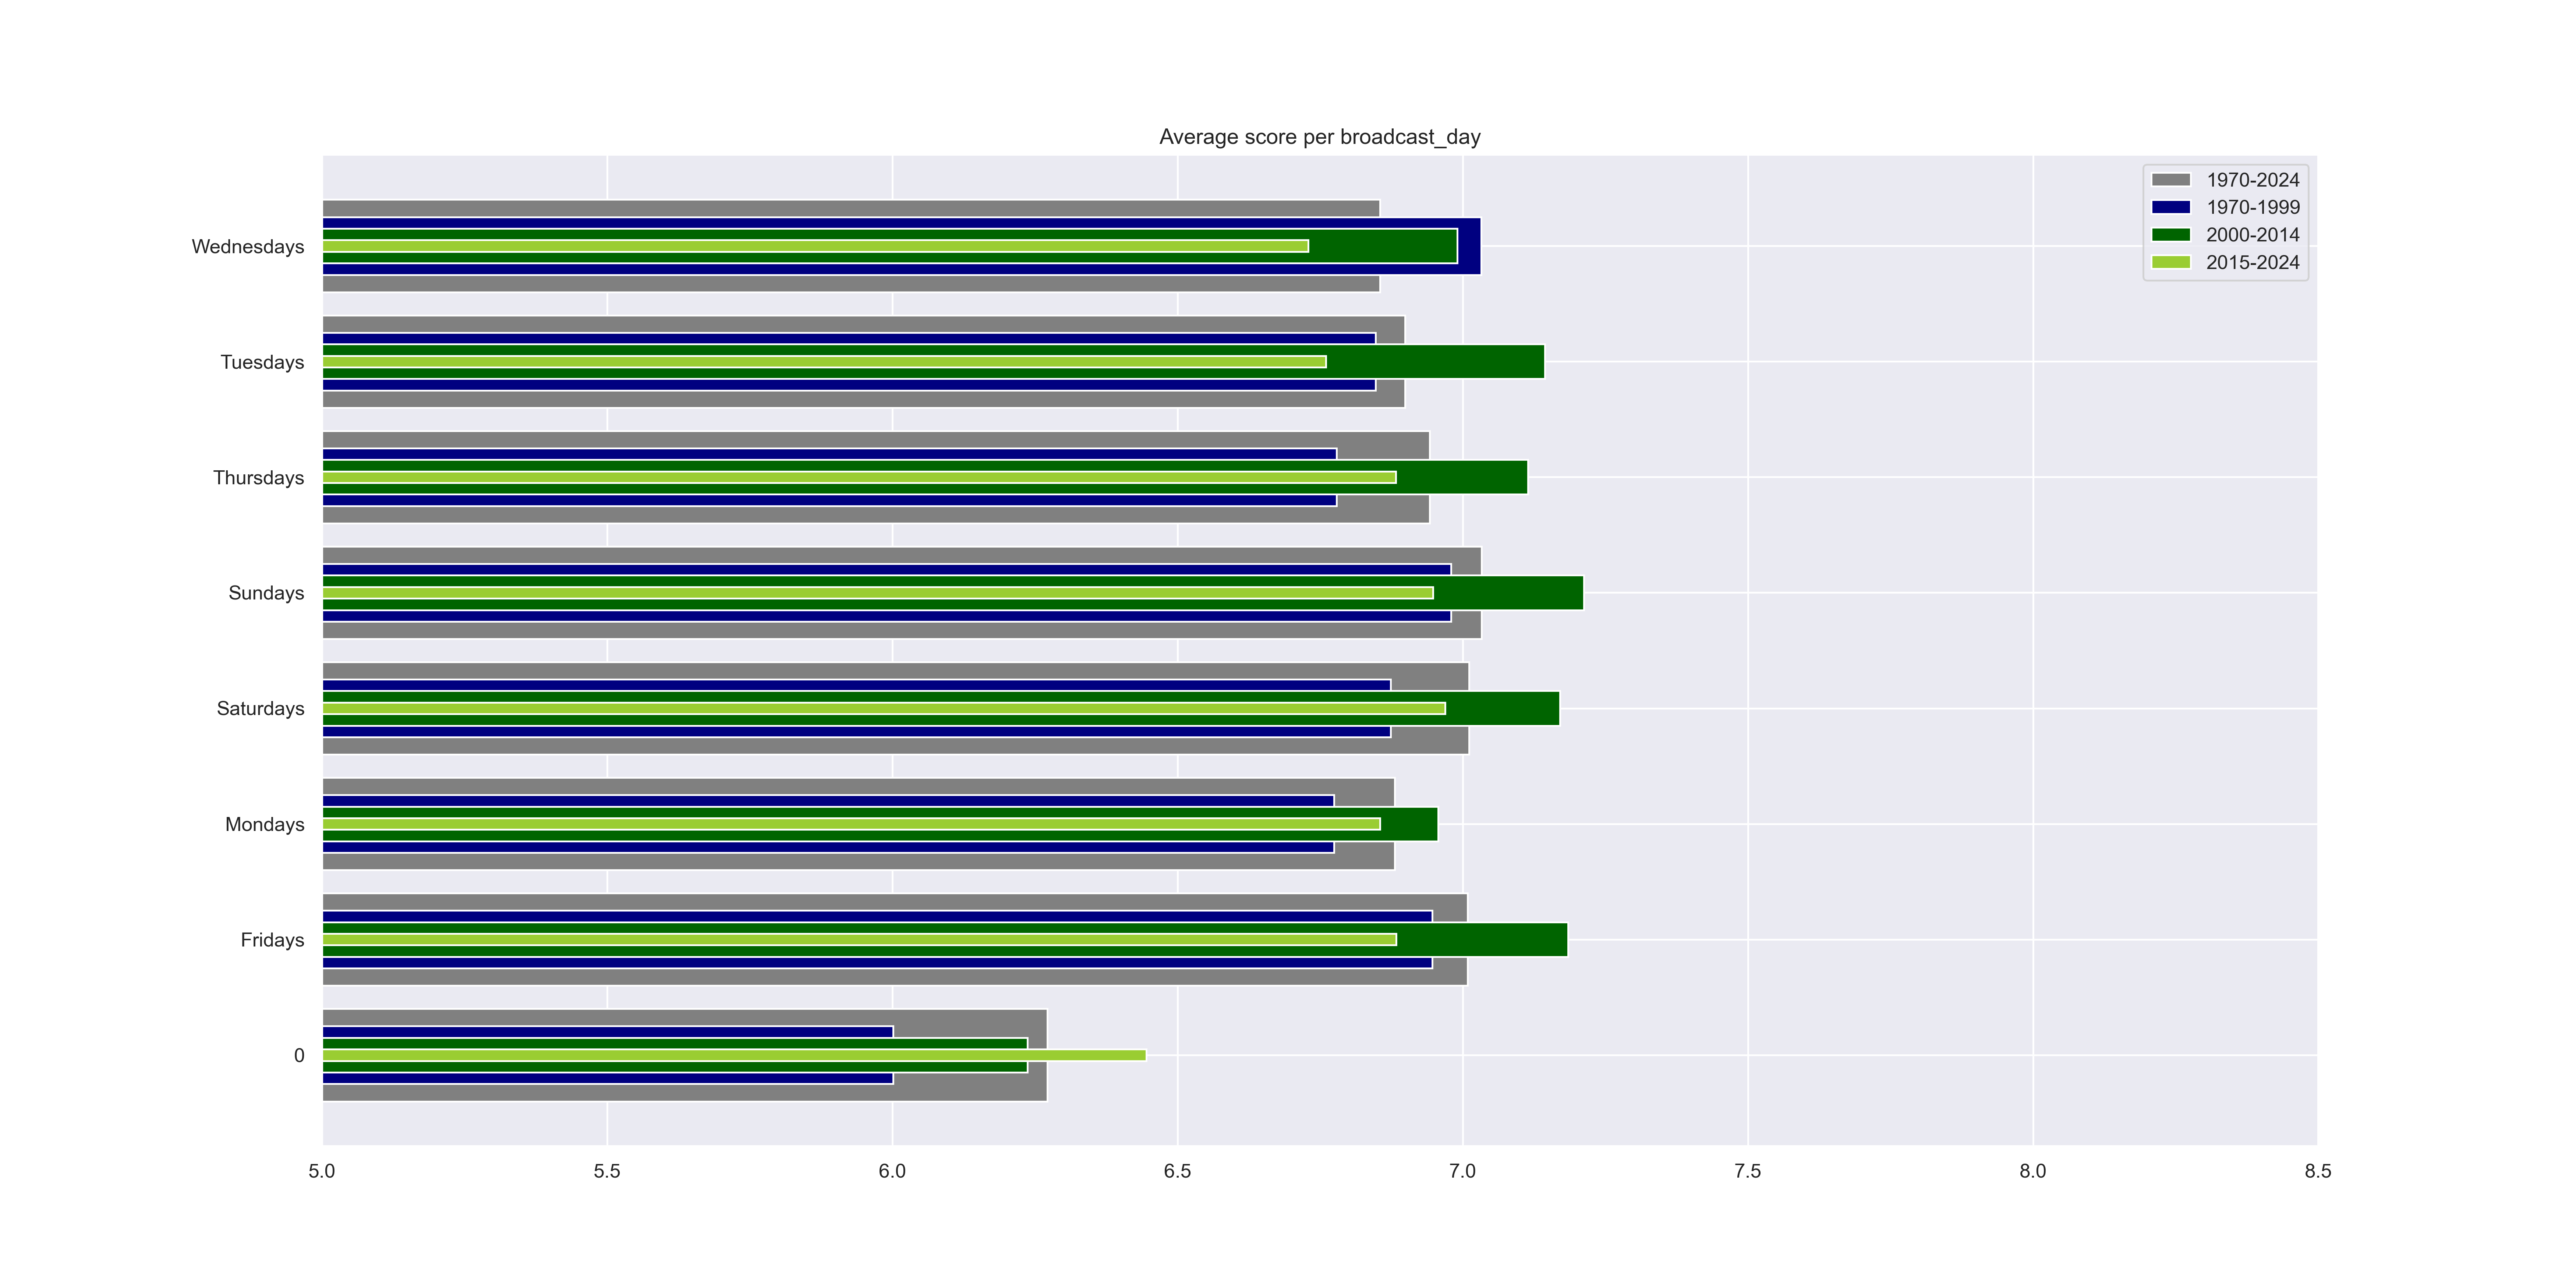 Average score per broadcast_day
1970-2024
1970-1999
2000-2014
2015-2024
Wednesdays
Tuesdays
Thursdays
Sundays
Saturdays
Mondays
Fridays
0
5.0 5.5 6.0 6.5 7.0 7.5 8.0 8.5